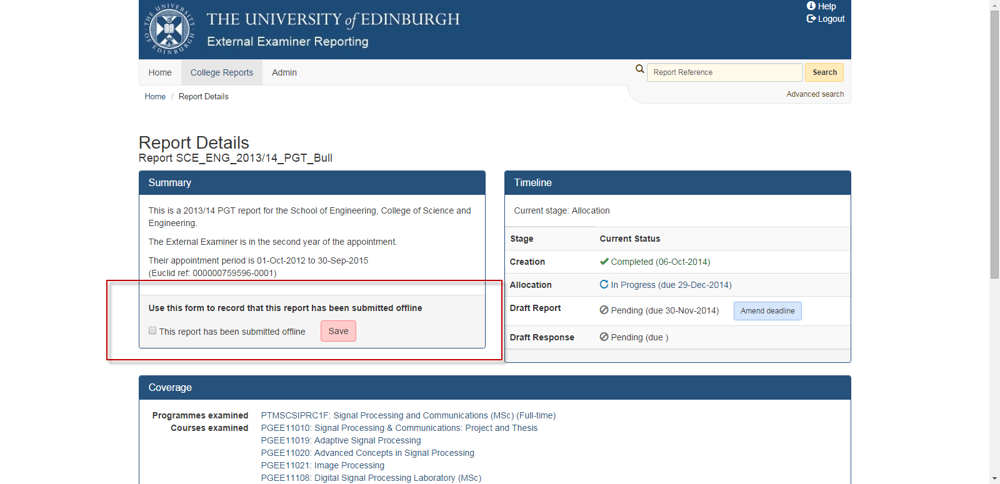 THE UNIVERSITY of EDINBURGH
External Examiner Reporting
Help
Logout
Home
College Reports
Admin
Report Reference
Search
Home / Report Details
Advanced search
Report Details
Report SCE_ENG_2013/14_PGT_Bull
Summary
This is a 2013/14 PGT report for the School of Engineering, College of Science and
Engineering.
The External Examiner is in the second year of the appointment.
Their appointment period is 01-Oct-2012 to 30-Sep-2015
(Euclid ref: 000000759596-0001)
Use this form to record that this report has been submitted offline
This report has been submitted offline
Save
Timeline
Current stage: Allocation
Stage Current Status
Creation Completed (06-Oct-2014)
Allocation In Progress (due 29-Dec-2014)
Draft Report Pending (due 30-Nov-2014) Amend deadline
Draft Response Pending (due )
Coverage
Programmes examined PTMSCSIPRC1F: Signal Processing and Communications (MSc) (Full-time)
Courses examined PGEE11010: Signal Processing & Communications: Project and Thesis
PGEE11019: Adaptive Signal Processing
PGEE11020: Advanced Concepts in Signal Processing
PGEE11021: Image Processing
PGEE11108: Digital Signal Processing Laboratory (MSc)